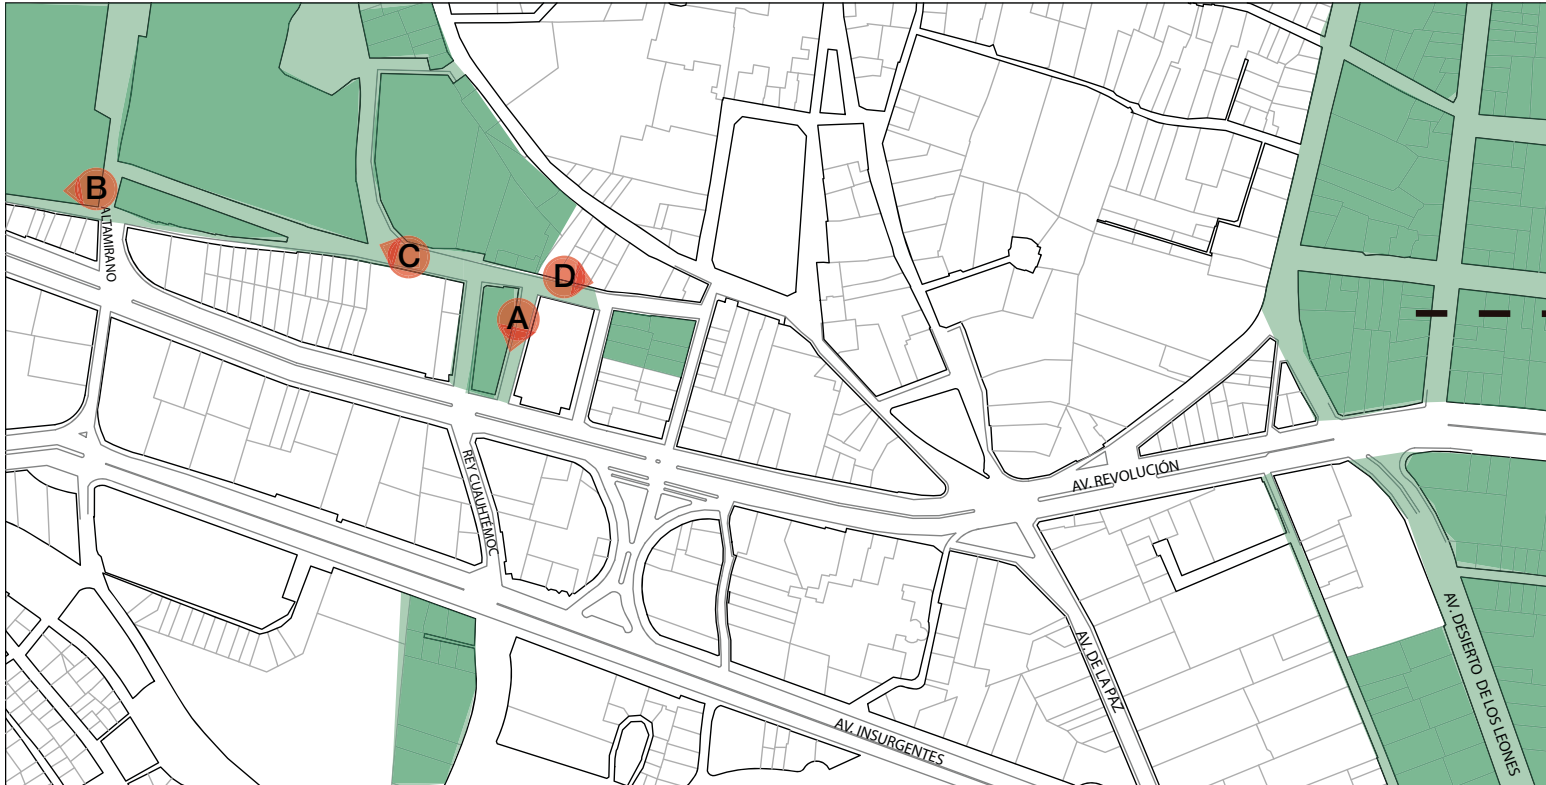 B
ALTAMIRANO
C
D
A
REY CUAUHTÉMOC
AV. REVOLUCIÓN
AV. DESIERTO DE LOS LEONES
AV. DE LA PAZ
AV. INSURGENTES